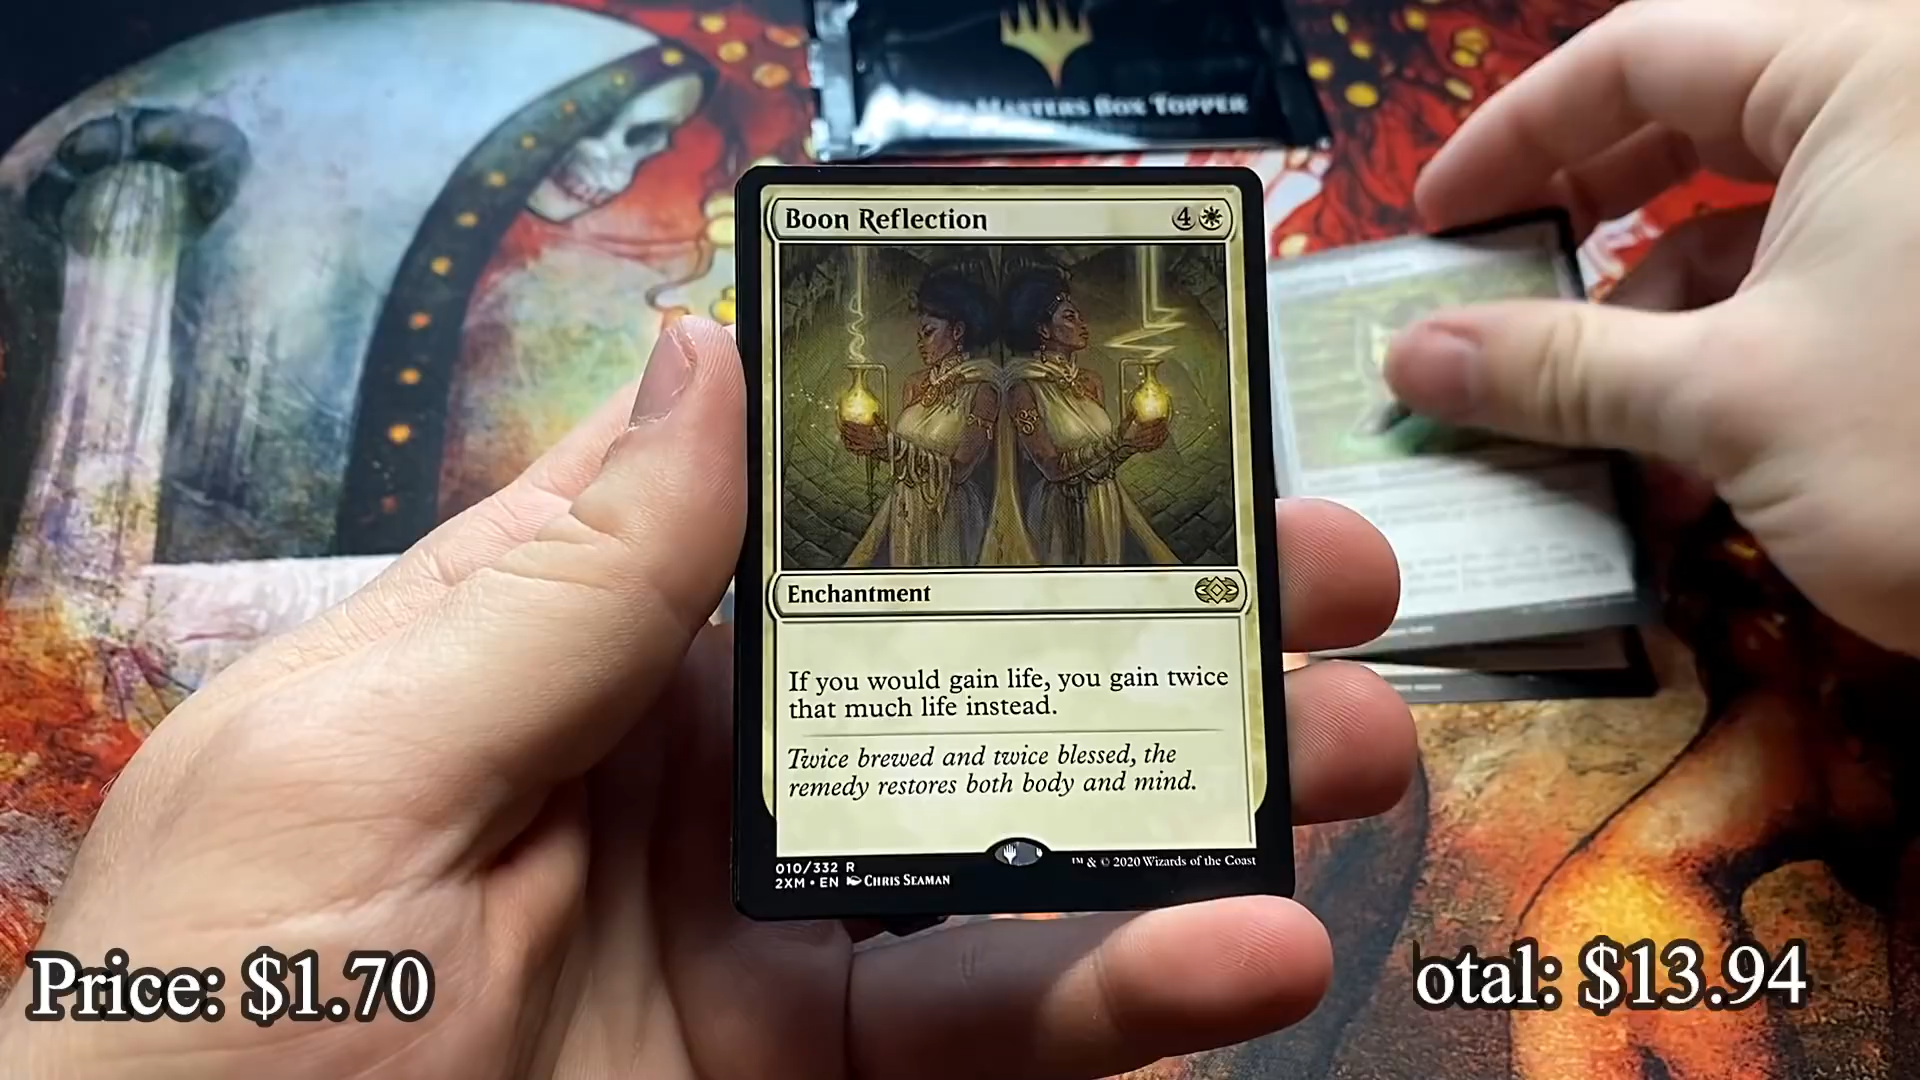 Masters Box Topper
Boon Reflection 4
Enchantment
If you would gain life, you gain twice
that much life instead.
Twice brewed and twice blessed, the
remedy restores both body and mind.
010/332 R
2XM • EN Chris Seaman
™ & © 2020 Wizards of the Coast
Price: $1.70
otal: $13.94